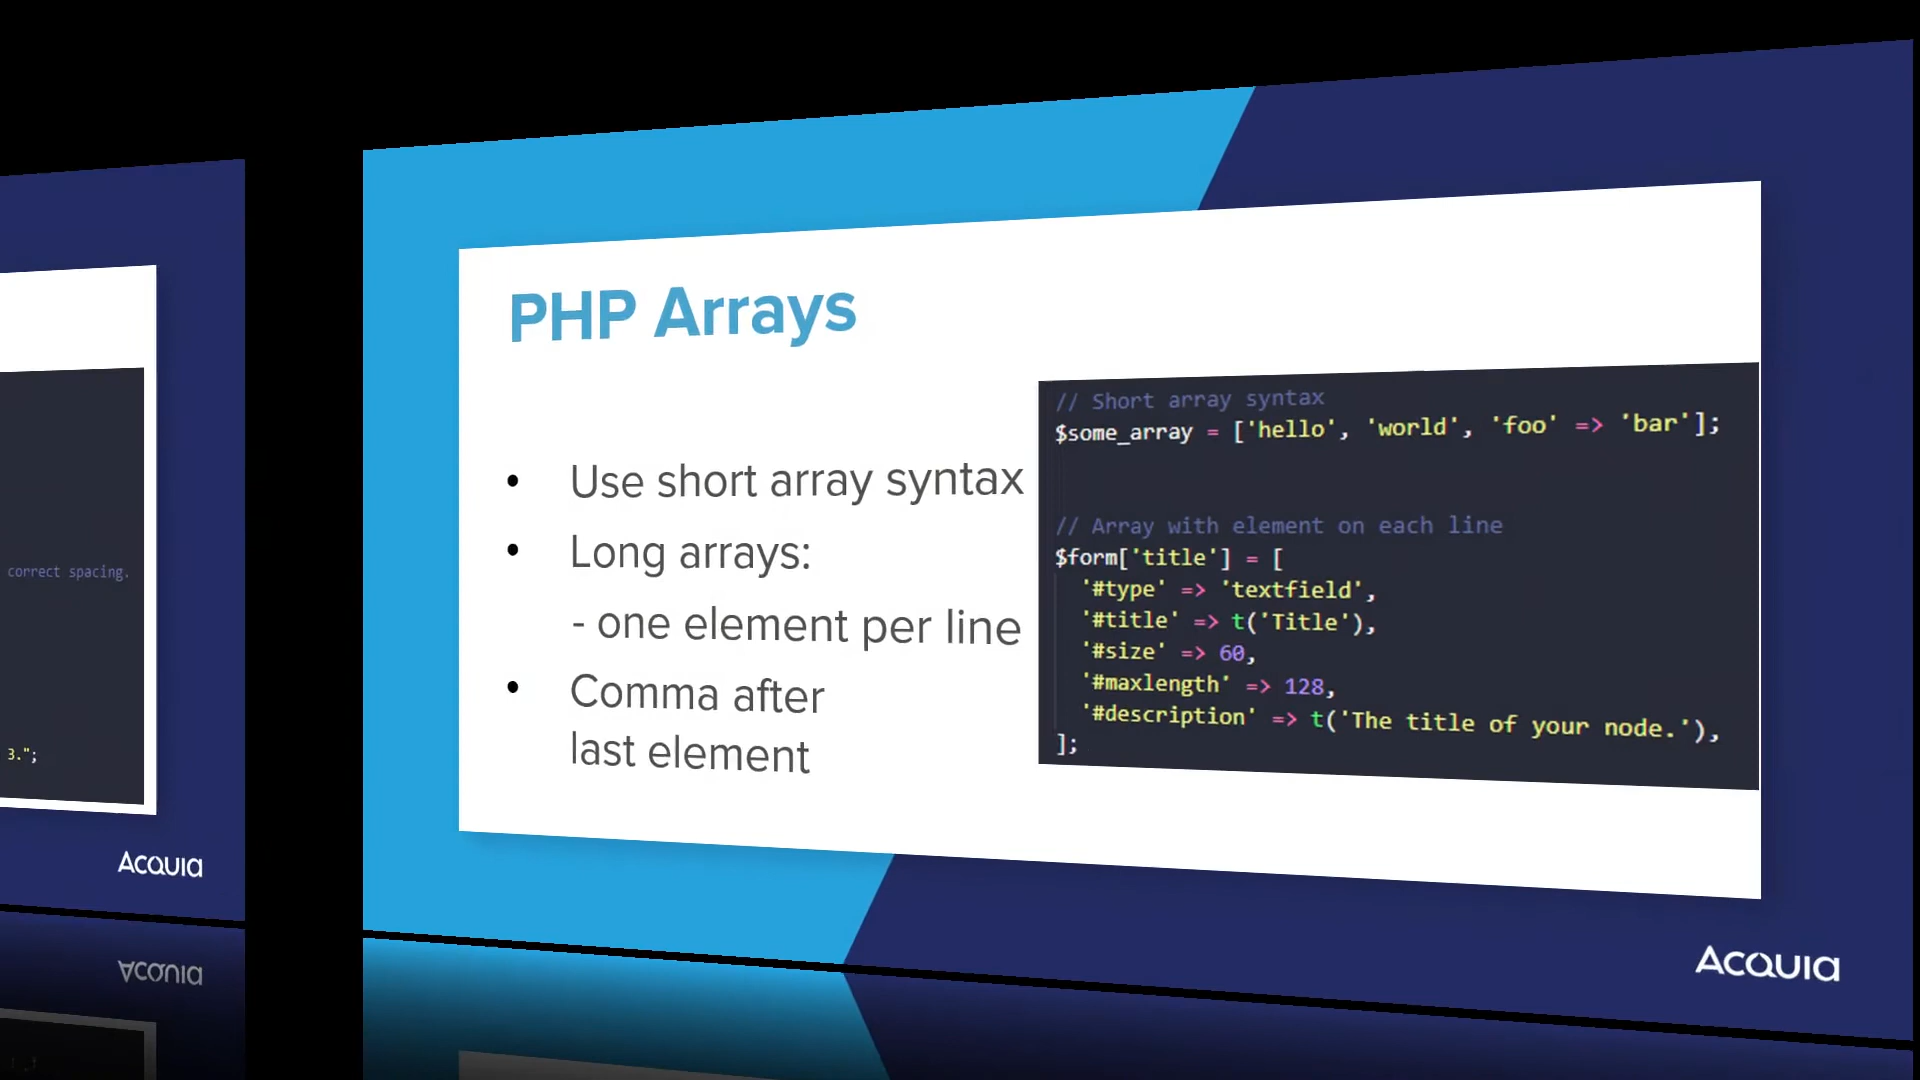 PHP Arrays
• Use short array syntax
• Long arrays:
- one element per line
• Comma after
last element
// Short array syntax
$some_array = ['hello', 'world', 'foo' => 'bar'];
// Array with element on each line
$form['title'] = [
'#type' => 'textfield',
'#title' => t('Title'),
'#size' => 60,
'#maxlength' => 128,
'#description' => t('The title of your node.'),
];
Acquia
correct spacing.
3.";
Acquia